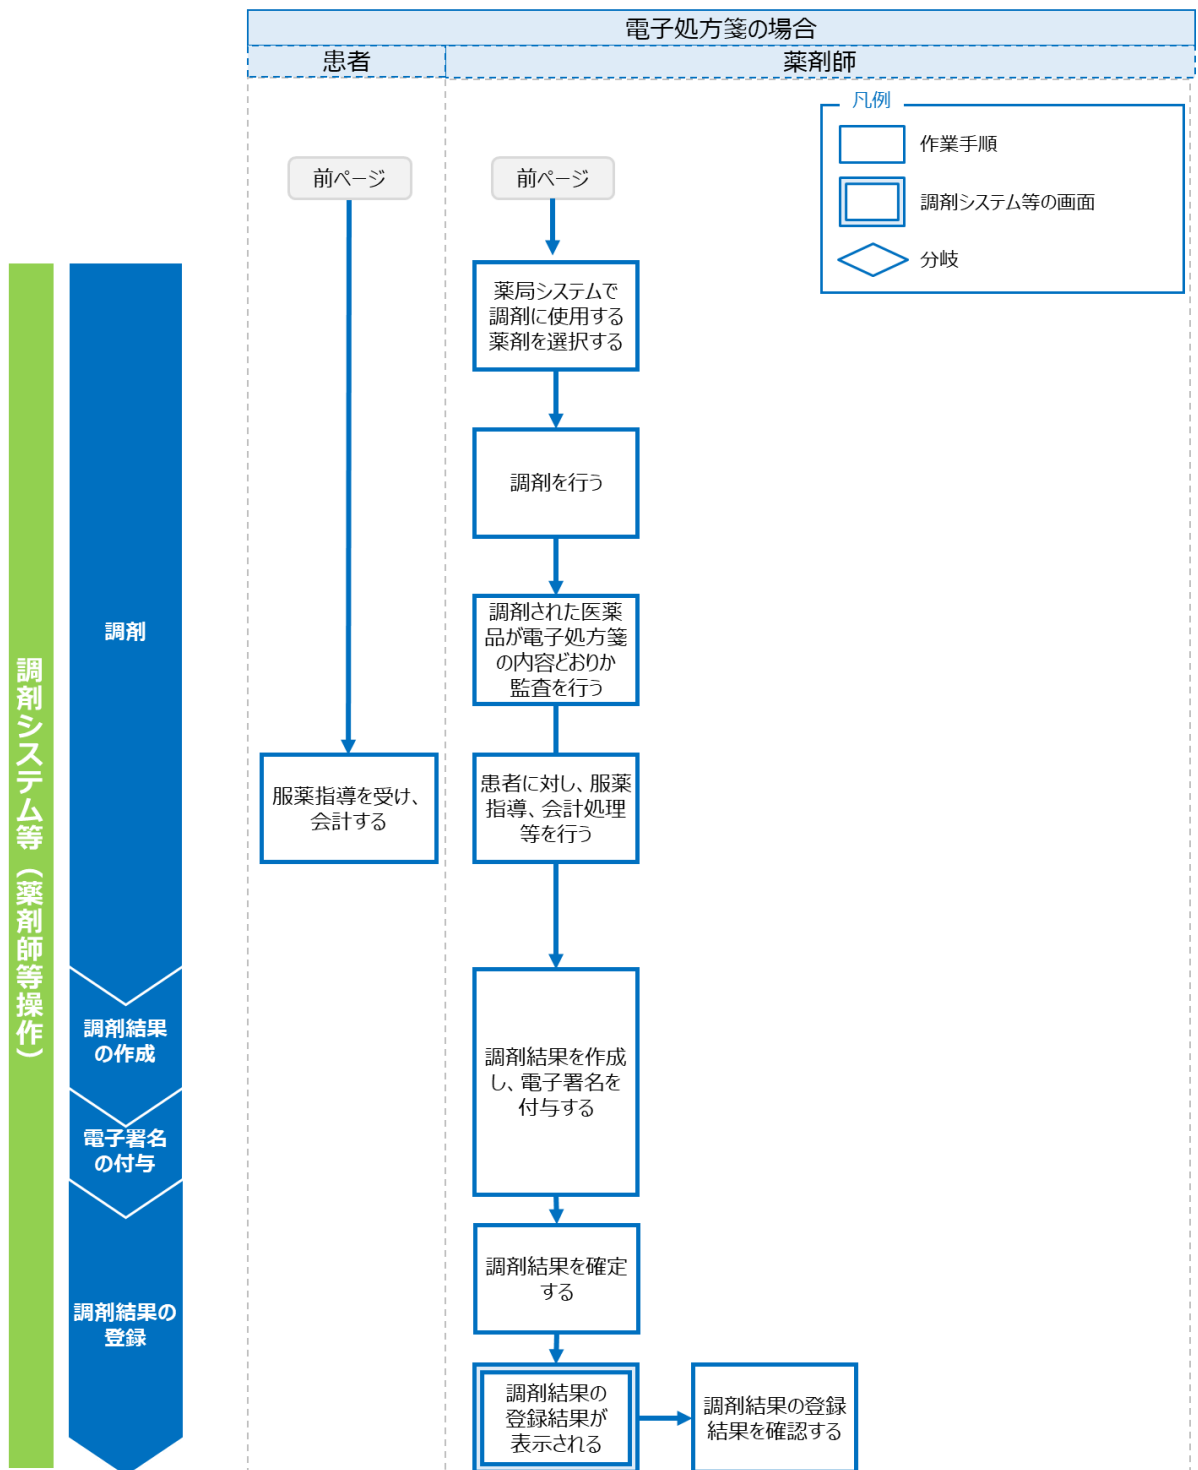 電子処方箋の場合
患者
薬剤師
凡例
作業手順
調剤システム等の画面
分岐
前ページ
前ページ
調剤システム等（薬剤師等操作）
調剤
薬局システムで
調剤に使用する
薬剤を選択する
調剤を行う
調剤された医薬
品が電子処方箋
の内容どおりか
監査を行う
服薬指導を受け、
会計する
患者に対し、服薬
指導、会計処理
等を行う
調剤結果
の作成
電子署名
の付与
調剤結果を作成
し、電子署名を
付与する
調剤結果の
登録
調剤結果を確定
する
調剤結果の
登録結果が
表示される
調剤結果の登録
結果を確認する